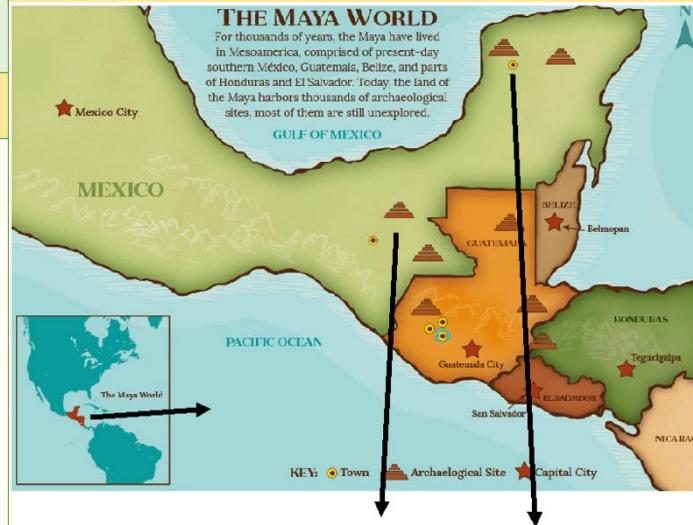 THE MAYA WORLD
For thousands of years, the Maya have lived
in Mesoamerica, comprised of present-day
southern México, Guatemala, Belize, and parts
of Honduras and El Salvador. Today, the land of
the Maya harbors thousands of archaeological
sites, most of them are still unexplored.
GULF OF MEXICO
N
Mexico City
MEXICO
BELIZE
Belmopan
GUATEMALA
HONDURAS
PACIFIC OCEAN
Tegucigalpa
Guatemala City
The Maya World
EL SALVADOR
San Salvador
NICARAG
KEY: Town Archaelogical Site Capital City